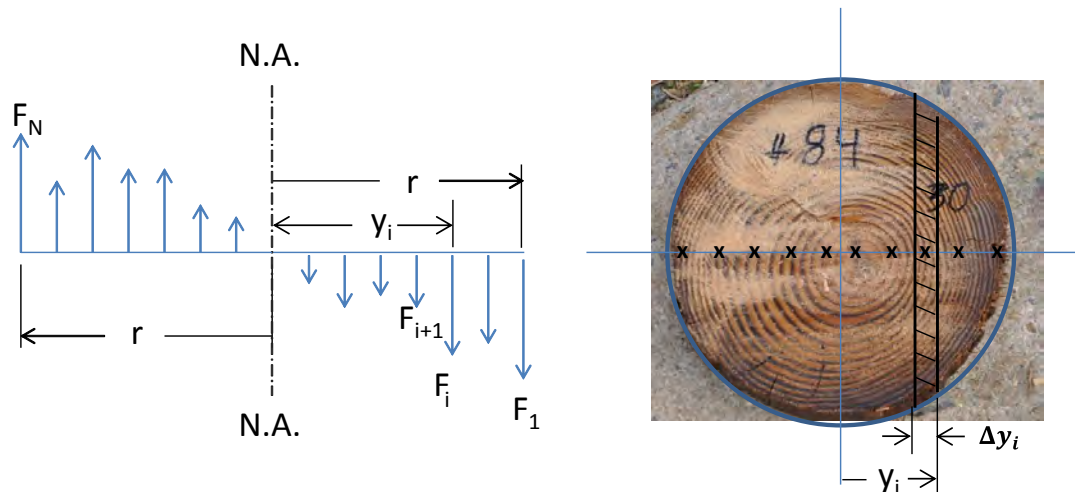 N.A.
F_N
r
y_i
F_{i+1}
r
F_i
F_1
N.A.
# 84
30
x x x x x x x x x
Δy_i
y_i